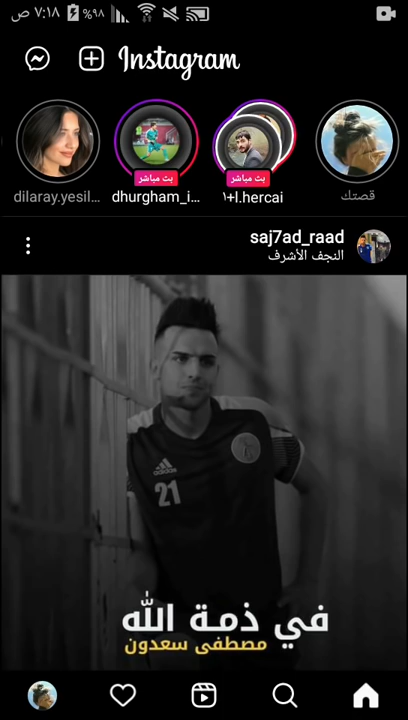 ٧:١٨ ص
٩٨%
Instagram
بث مباشر
بث مباشر
dilaray.yesil...
dhurgham_i...
١+l.hercai
قصتك
saj7ad_raad
النجف الأشرف
adidas
21
في ذمة الله
مصطفى سعدون